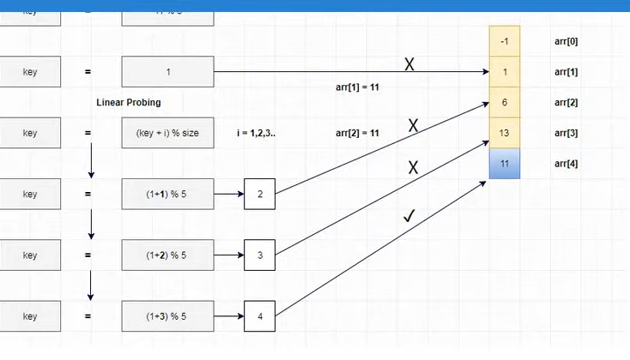 -1 arr[0]
key = 1 X 1 arr[1]
arr[1] = 11
Linear Probing 6 arr[2]
key = (key + i) % size i = 1,2,3.. arr[2] = 11 X 13 arr[3]
X 11 arr[4]
key = (1+1) % 5 2
✓
key = (1+2) % 5 3
key = (1+3) % 5 4